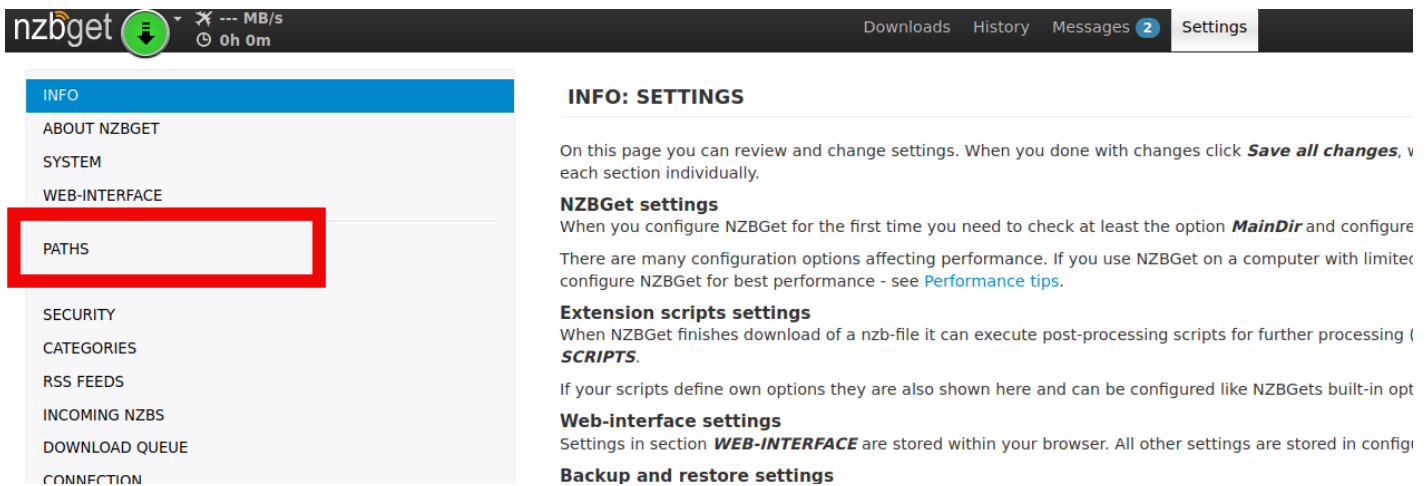 nzbget
--- MB/s
0h 0m
Downloads History Messages 2 Settings
INFO
ABOUT NZBGET
SYSTEM
WEB-INTERFACE
PATHS
SECURITY
CATEGORIES
RSS FEEDS
INCOMING NZBS
DOWNLOAD QUEUE
CONNECTION
INFO: SETTINGS
On this page you can review and change settings. When you done with changes click Save all changes,
each section individually.
NZBGet settings
When you configure NZBGet for the first time you need to check at least the option MainDir and configure
There are many configuration options affecting performance. If you use NZBGet on a computer with limited
configure NZBGet for best performance - see Performance tips.
Extension scripts settings
When NZBGet finishes download of a nzb-file it can execute post-processing scripts for further processing (
SCRIPTS.
If your scripts define own options they are also shown here and can be configured like NZBGets built-in opt
Web-interface settings
Settings in section WEB-INTERFACE are stored within your browser. All other settings are stored in config
Backup and restore settings